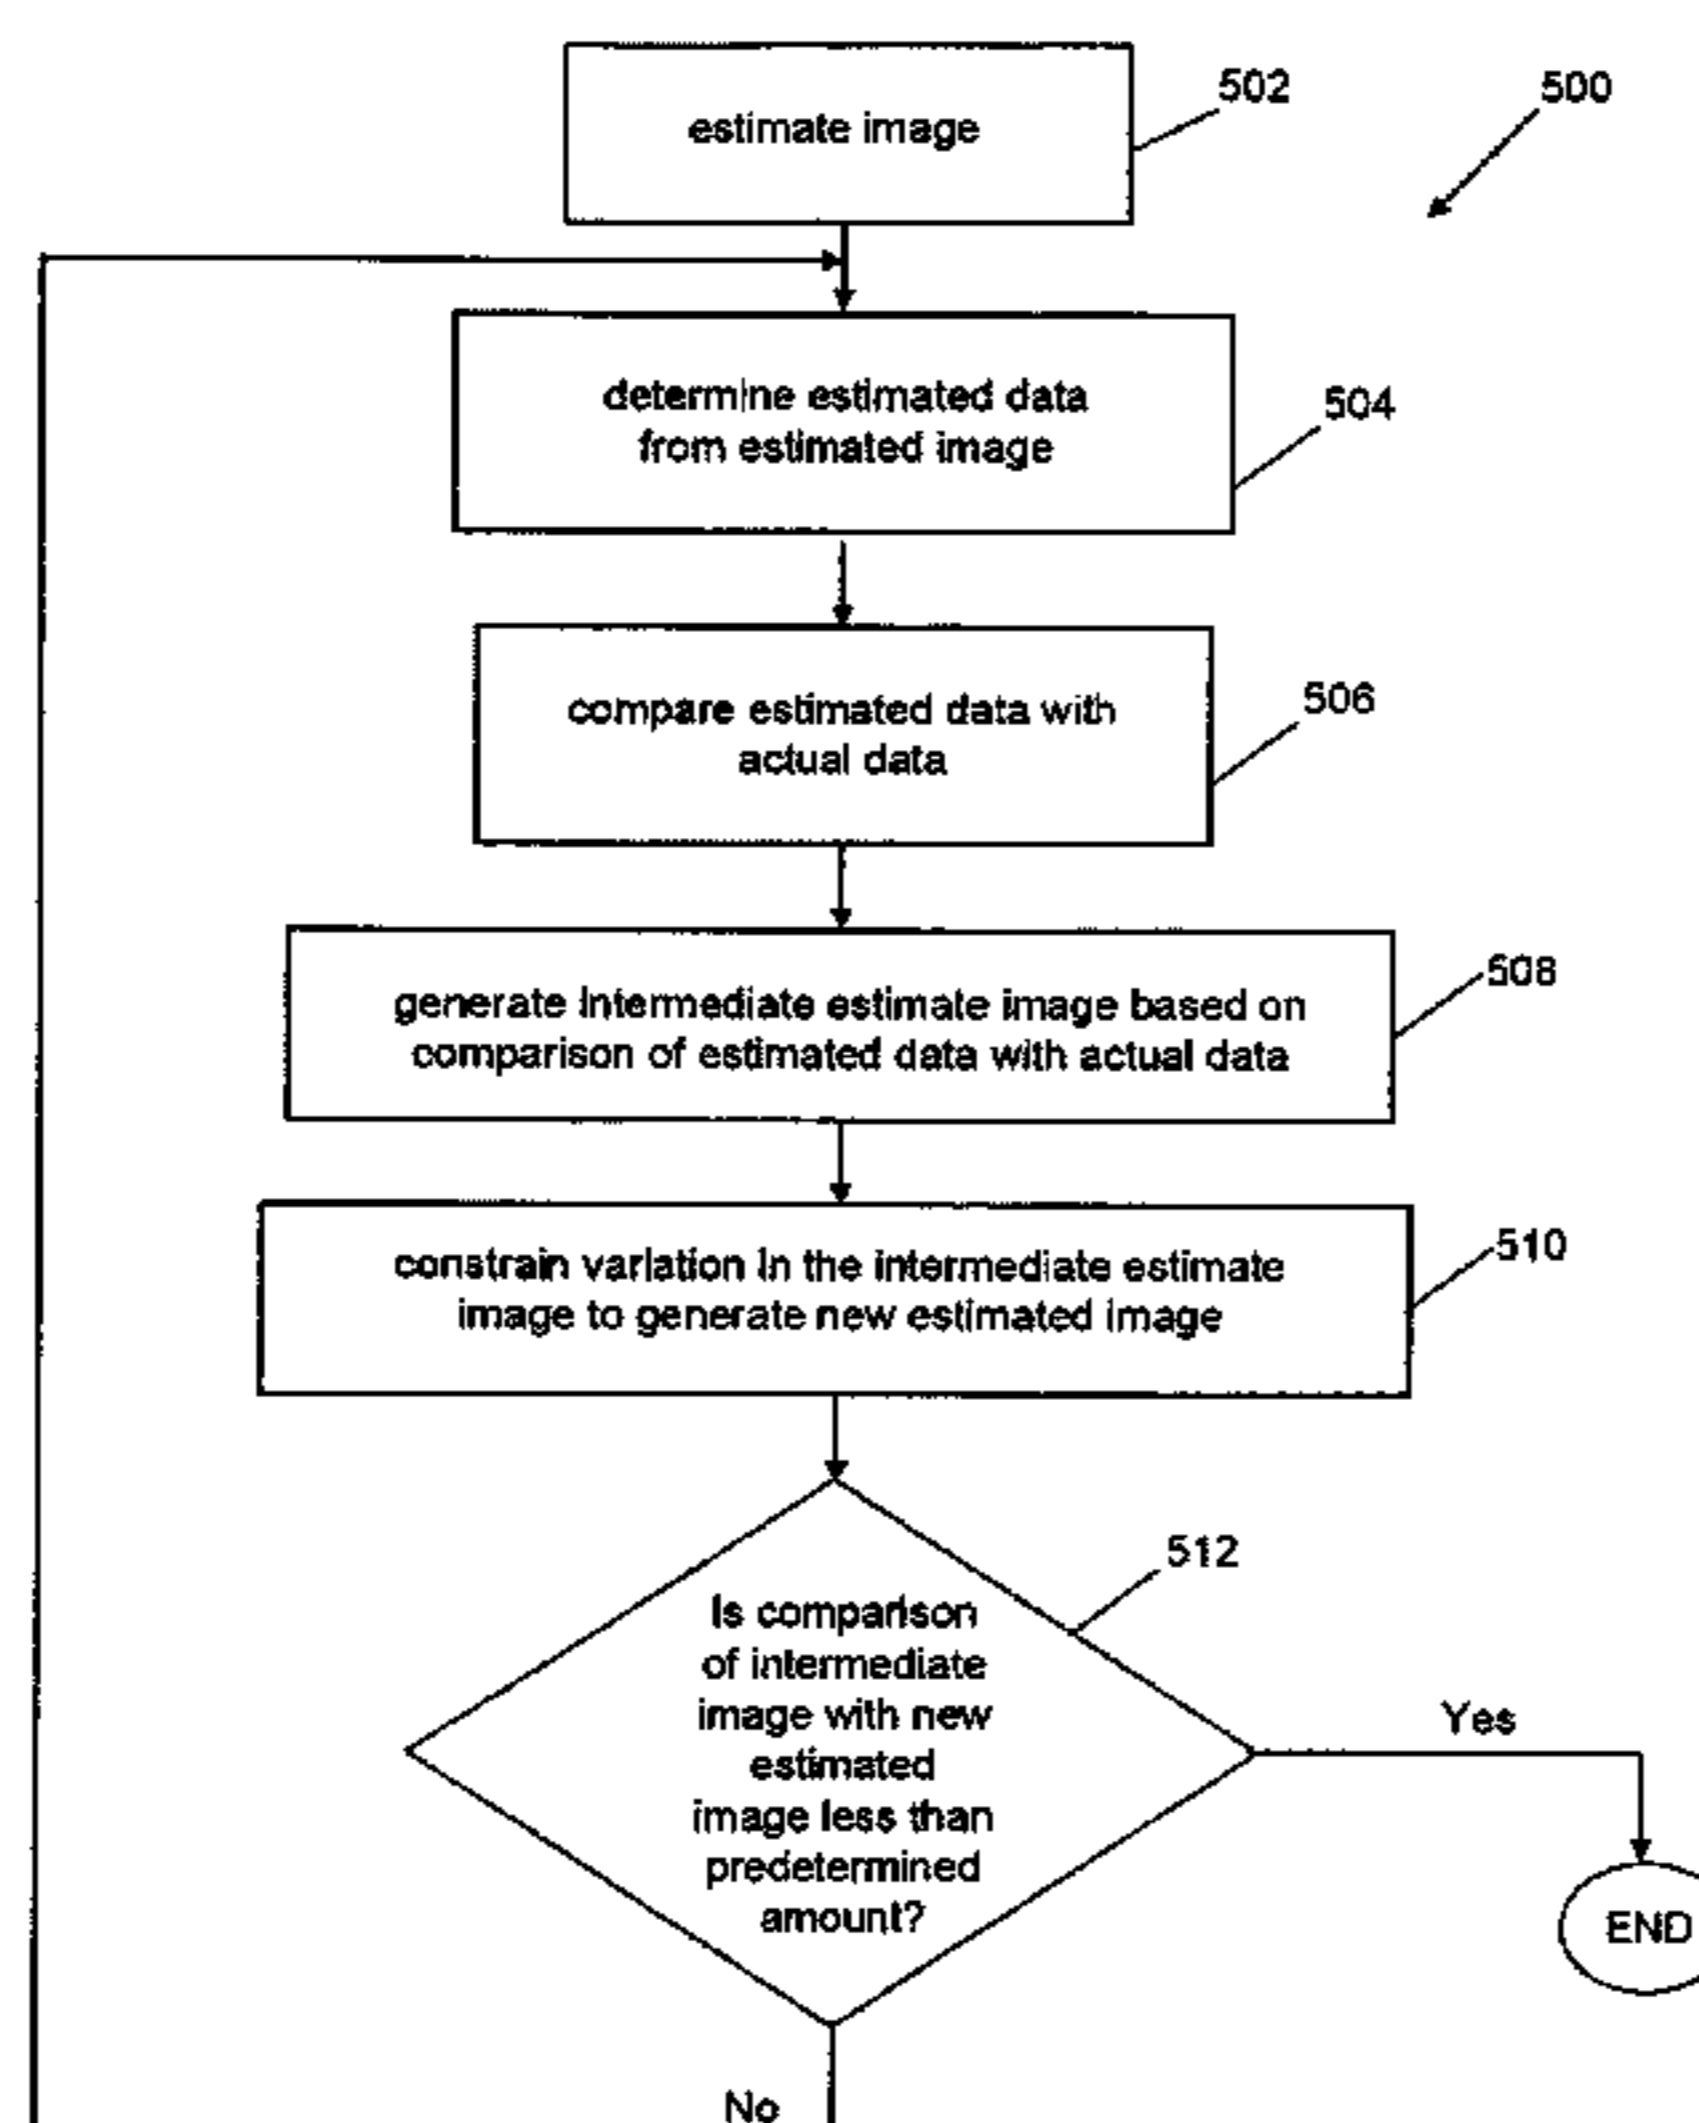 estimate image
502
500
determine estimated data
from estimated image
504
compare estimated data with
actual data
506
generate intermediate estimate image based on
comparison of estimated data with actual data
508
constrain variation in the intermediate estimate
image to generate new estimated image
510
Is comparison
of intermediate
image with new
estimated
image less than
predetermined
amount?
512
Yes
END
No